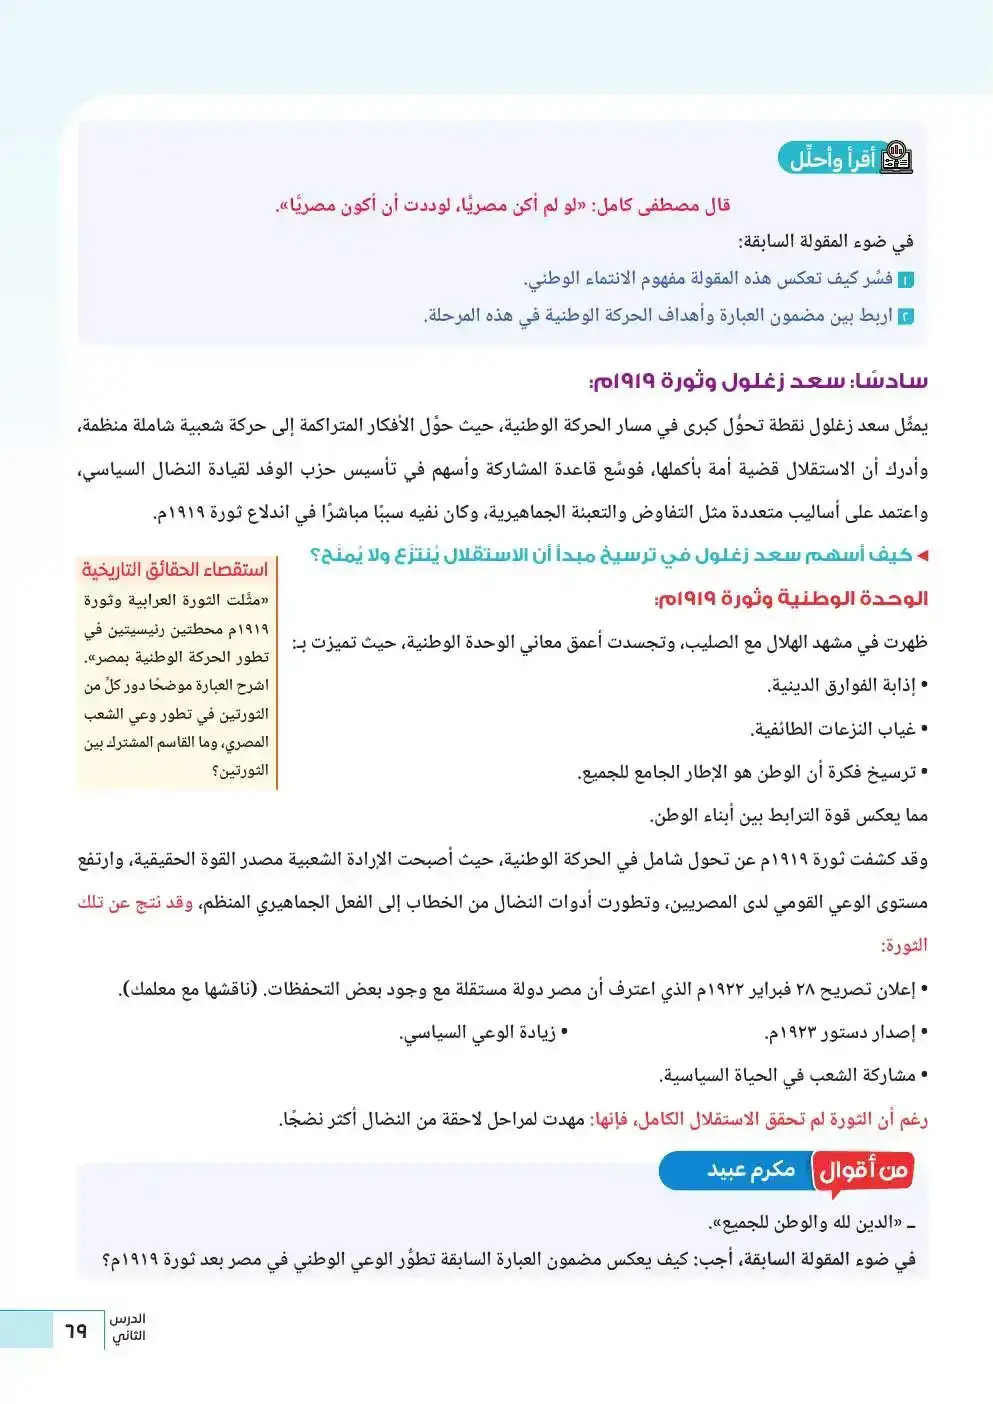 أقرأ وأحلِّل
قال مصطفى كامل: «لو لم أكن مصريًّا، لوددت أن أكون مصريًّا».
في ضوء المقولة السابقة:
١ فسِّر كيف تعكس هذه المقولة مفهوم الانتماء الوطني.
٢ اربط بين مضمون العبارة وأهداف الحركة الوطنية في هذه المرحلة.
سادسًا: سعد زغلول وثورة ١٩١٩م:
يمثِّل سعد زغلول نقطة تحوُّل كبرى في مسار الحركة الوطنية، حيث حوَّل الأفكار المتراكمة إلى حركة شعبية شاملة منظمة،
وأدرك أن الاستقلال قضية أمة بأكملها، فوسَّع قاعدة المشاركة وأسهم في تأسيس حزب الوفد لقيادة النضال السياسي،
واعتمد على أساليب متعددة مثل التفاوض والتعبئة الجماهيرية، وكان نفيه سببًا مباشرًا في اندلاع ثورة ١٩١٩م.
◀ كيف أسهم سعد زغلول في ترسيخ مبدأ أن الاستقلال يُنتزَع ولا يُمنَح؟
الوحدة الوطنية وثورة ١٩١٩م:
ظهرت في مشهد الهلال مع الصليب، وتجسدت أعمق معاني الوحدة الوطنية، حيث تميزت بـ:
• إذابة الفوارق الدينية.
• غياب النزعات الطائفية.
• ترسيخ فكرة أن الوطن هو الإطار الجامع للجميع.
مما يعكس قوة الترابط بين أبناء الوطن.
استقصاء الحقائق التاريخية
«مثَّلت الثورة العرابية وثورة
١٩١٩م محطتين رئيسيتين في
تطور الحركة الوطنية بمصر».
اشرح العبارة موضحًا دور كلٍّ من
الثورتين في تطور وعي الشعب
المصري، وما القاسم المشترك بين
الثورتين؟
وقد كشفت ثورة ١٩١٩م عن تحول شامل في الحركة الوطنية، حيث أصبحت الإرادة الشعبية مصدر القوة الحقيقية، وارتفع
مستوى الوعي القومي لدى المصريين، وتطورت أدوات النضال من الخطاب إلى الفعل الجماهيري المنظم، وقد نتج عن تلك
الثورة:
• إعلان تصريح ٢٨ فبراير ١٩٢٢م الذي اعترف أن مصر دولة مستقلة مع وجود بعض التحفظات. (ناقشها مع معلمك).
• إصدار دستور ١٩٢٣م. • زيادة الوعي السياسي.
• مشاركة الشعب في الحياة السياسية.
رغم أن الثورة لم تحقق الاستقلال الكامل، فإنها: مهدت لمراحل لاحقة من النضال أكثر نضجًا.
من أقوال مكرم عبيد
ـ «الدين لله والوطن للجميع».
في ضوء المقولة السابقة، أجب: كيف يعكس مضمون العبارة السابقة تطوُّر الوعي الوطني في مصر بعد ثورة ١٩١٩م؟
الدرس
الثاني
٦٩